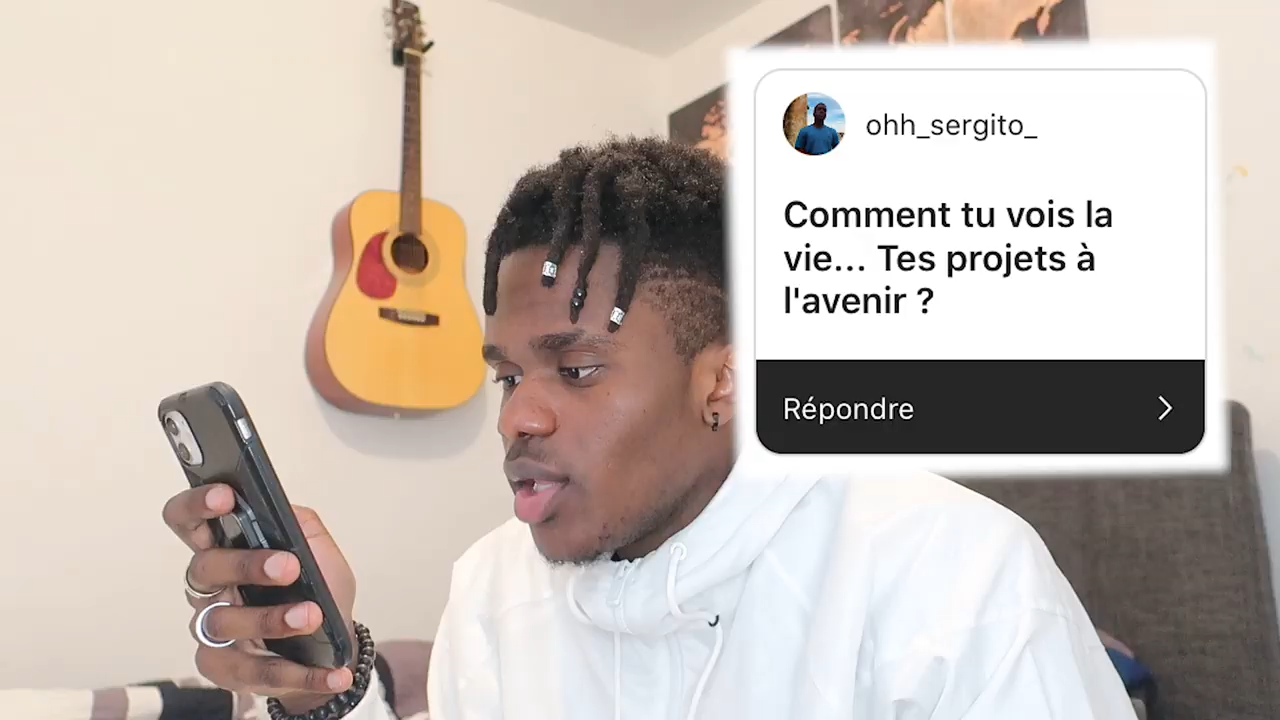 ohh_sergito_
Comment tu vois la
vie... Tes projets à
l'avenir ?
Répondre